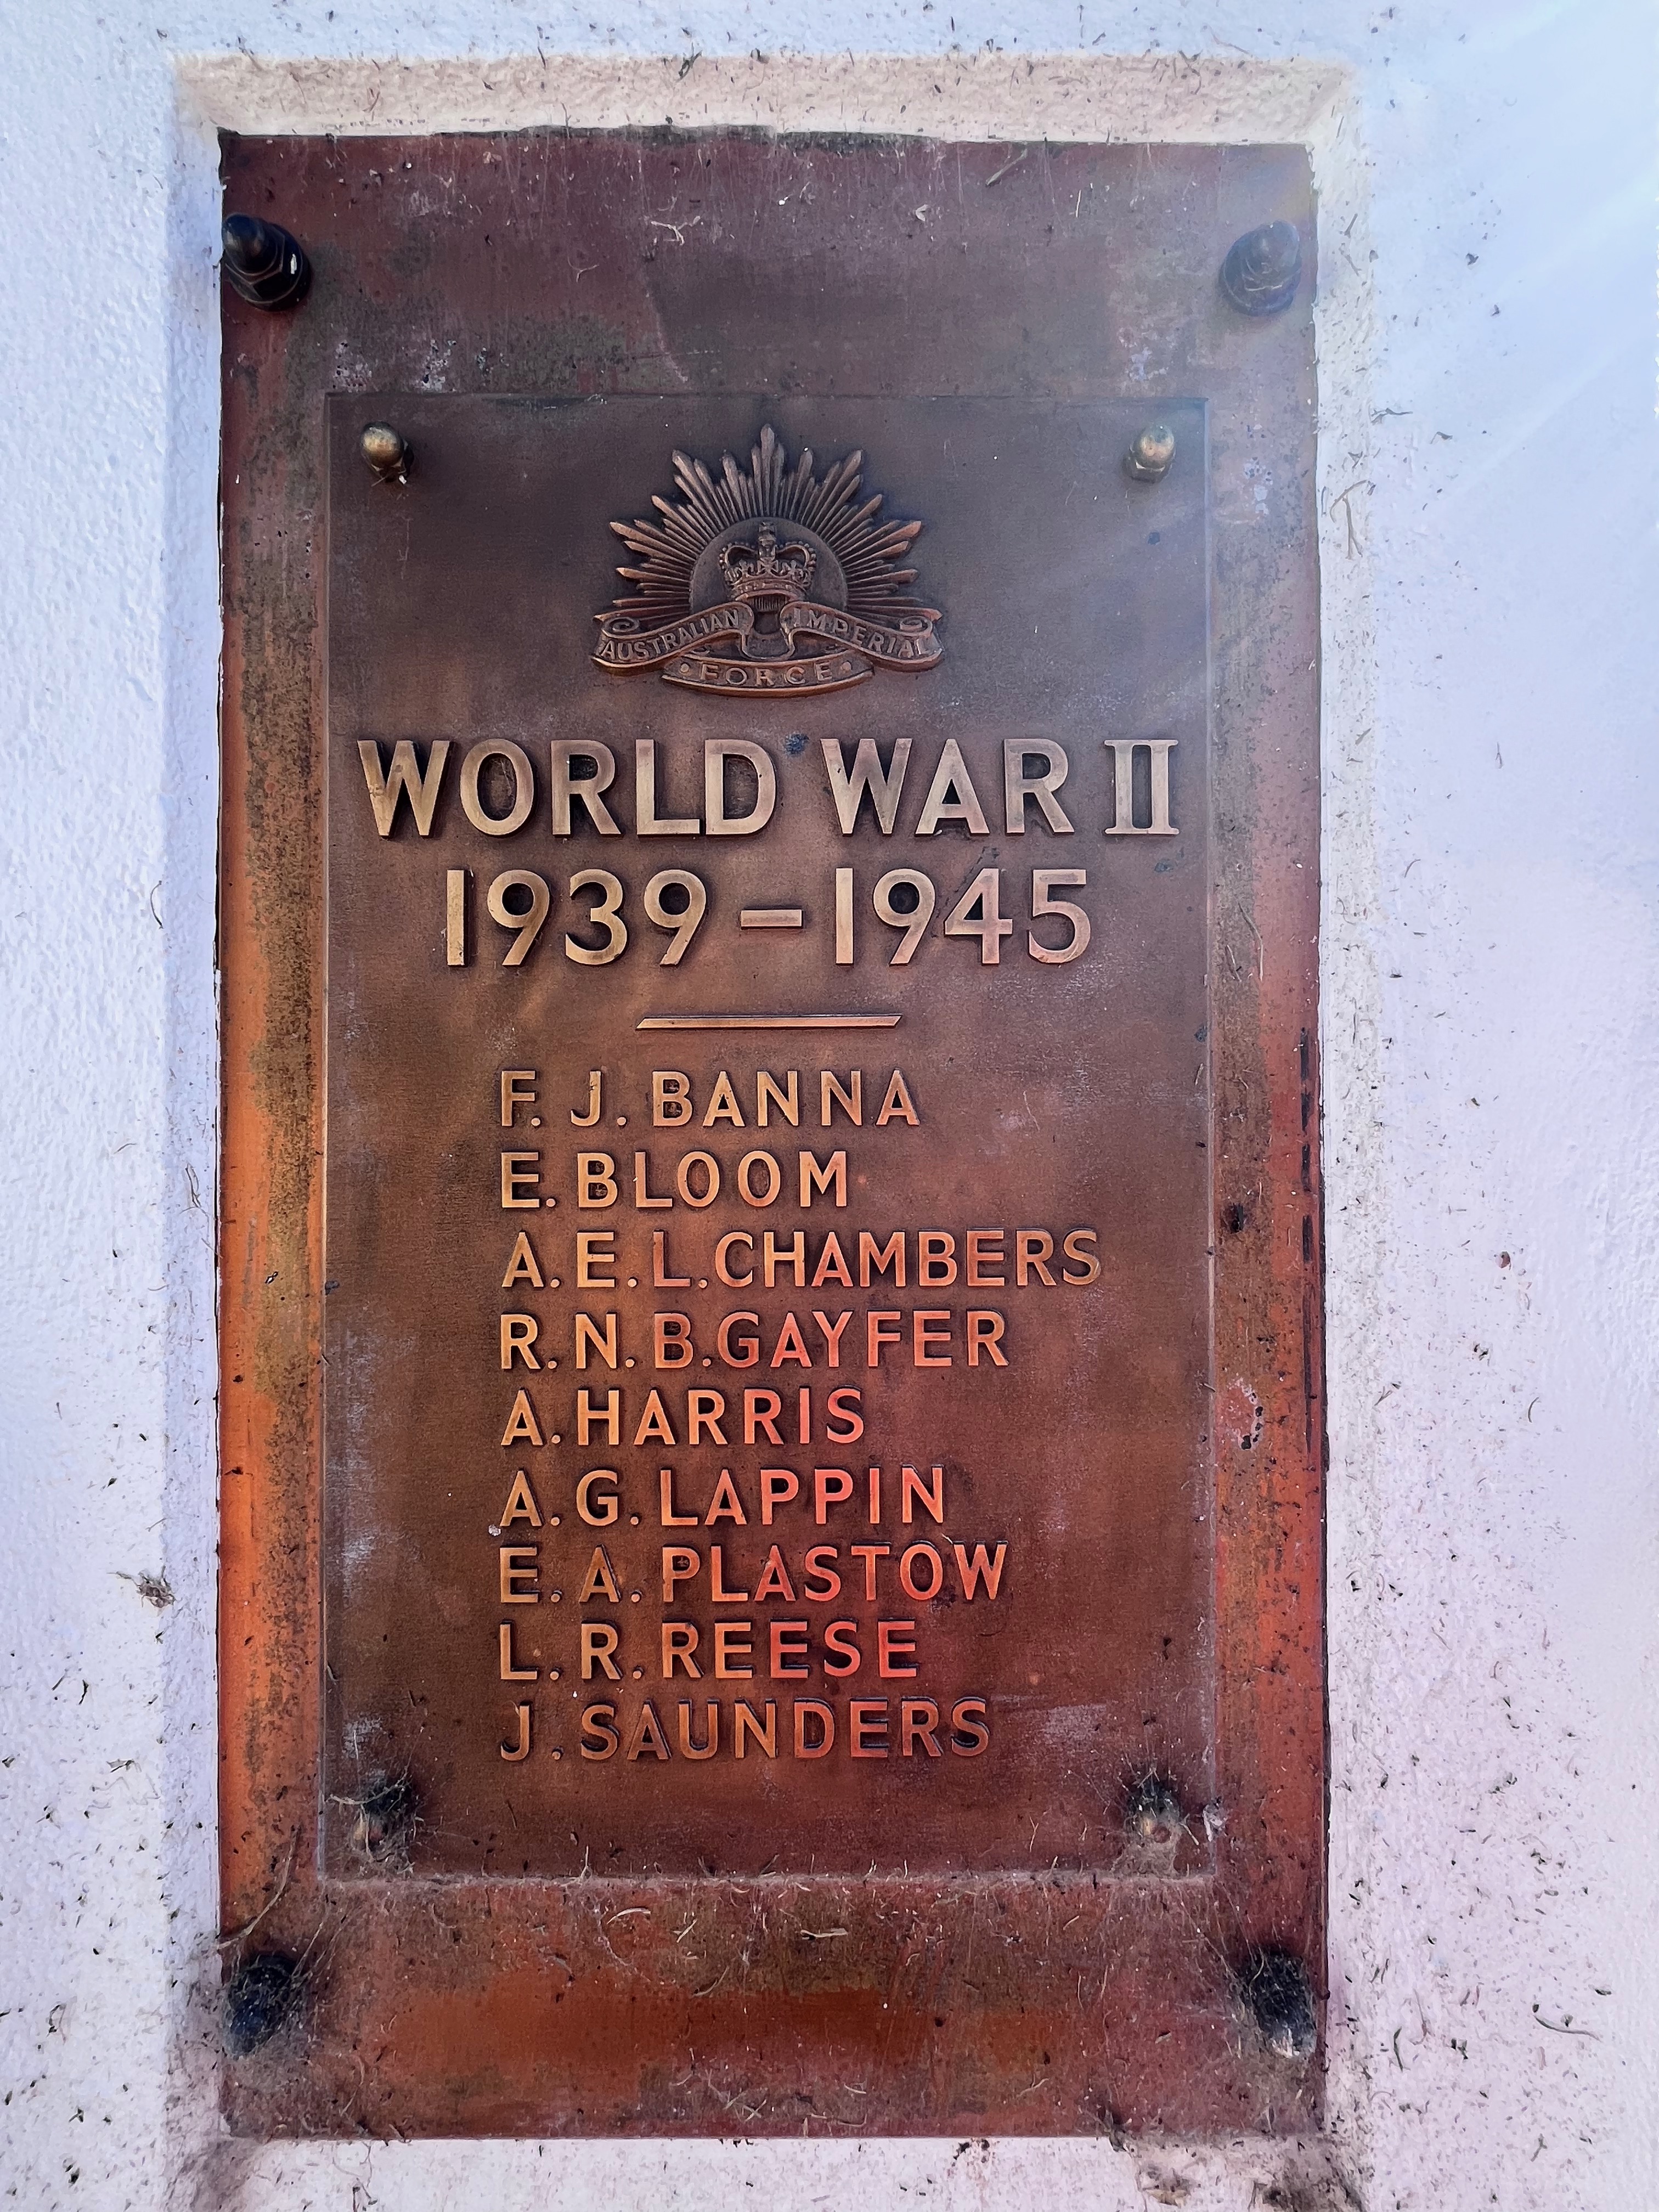 AUSTRALIAN IMPERIAL
FORCE
WORLD WAR II
1939-1945
F. J. BANNA
E. BLOOM
A. E. L. CHAMBERS
R. N. B. GAYFER
A. HARRIS
A. G. LAPPIN
E. A. PLASTOW
L. R. REESE
J. SAUNDERS